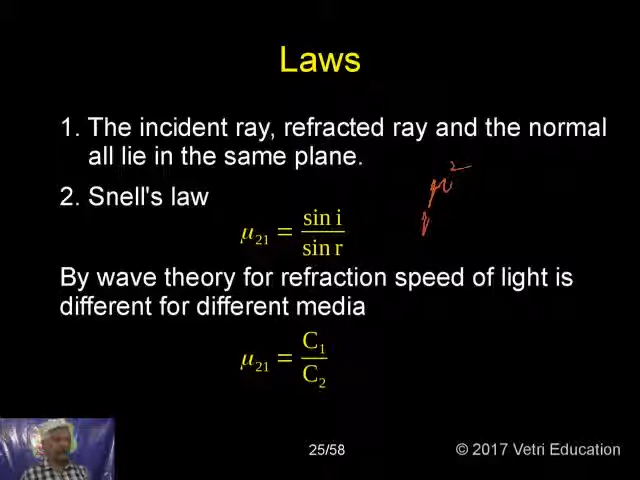 Laws
1. The incident ray, refracted ray and the normal
all lie in the same plane.
2. Snell's law
μ₂₁ = sin i / sin r
By wave theory for refraction speed of light is
different for different media
μ₂₁ = C₁ / C₂
25/58
© 2017 Vetri Education